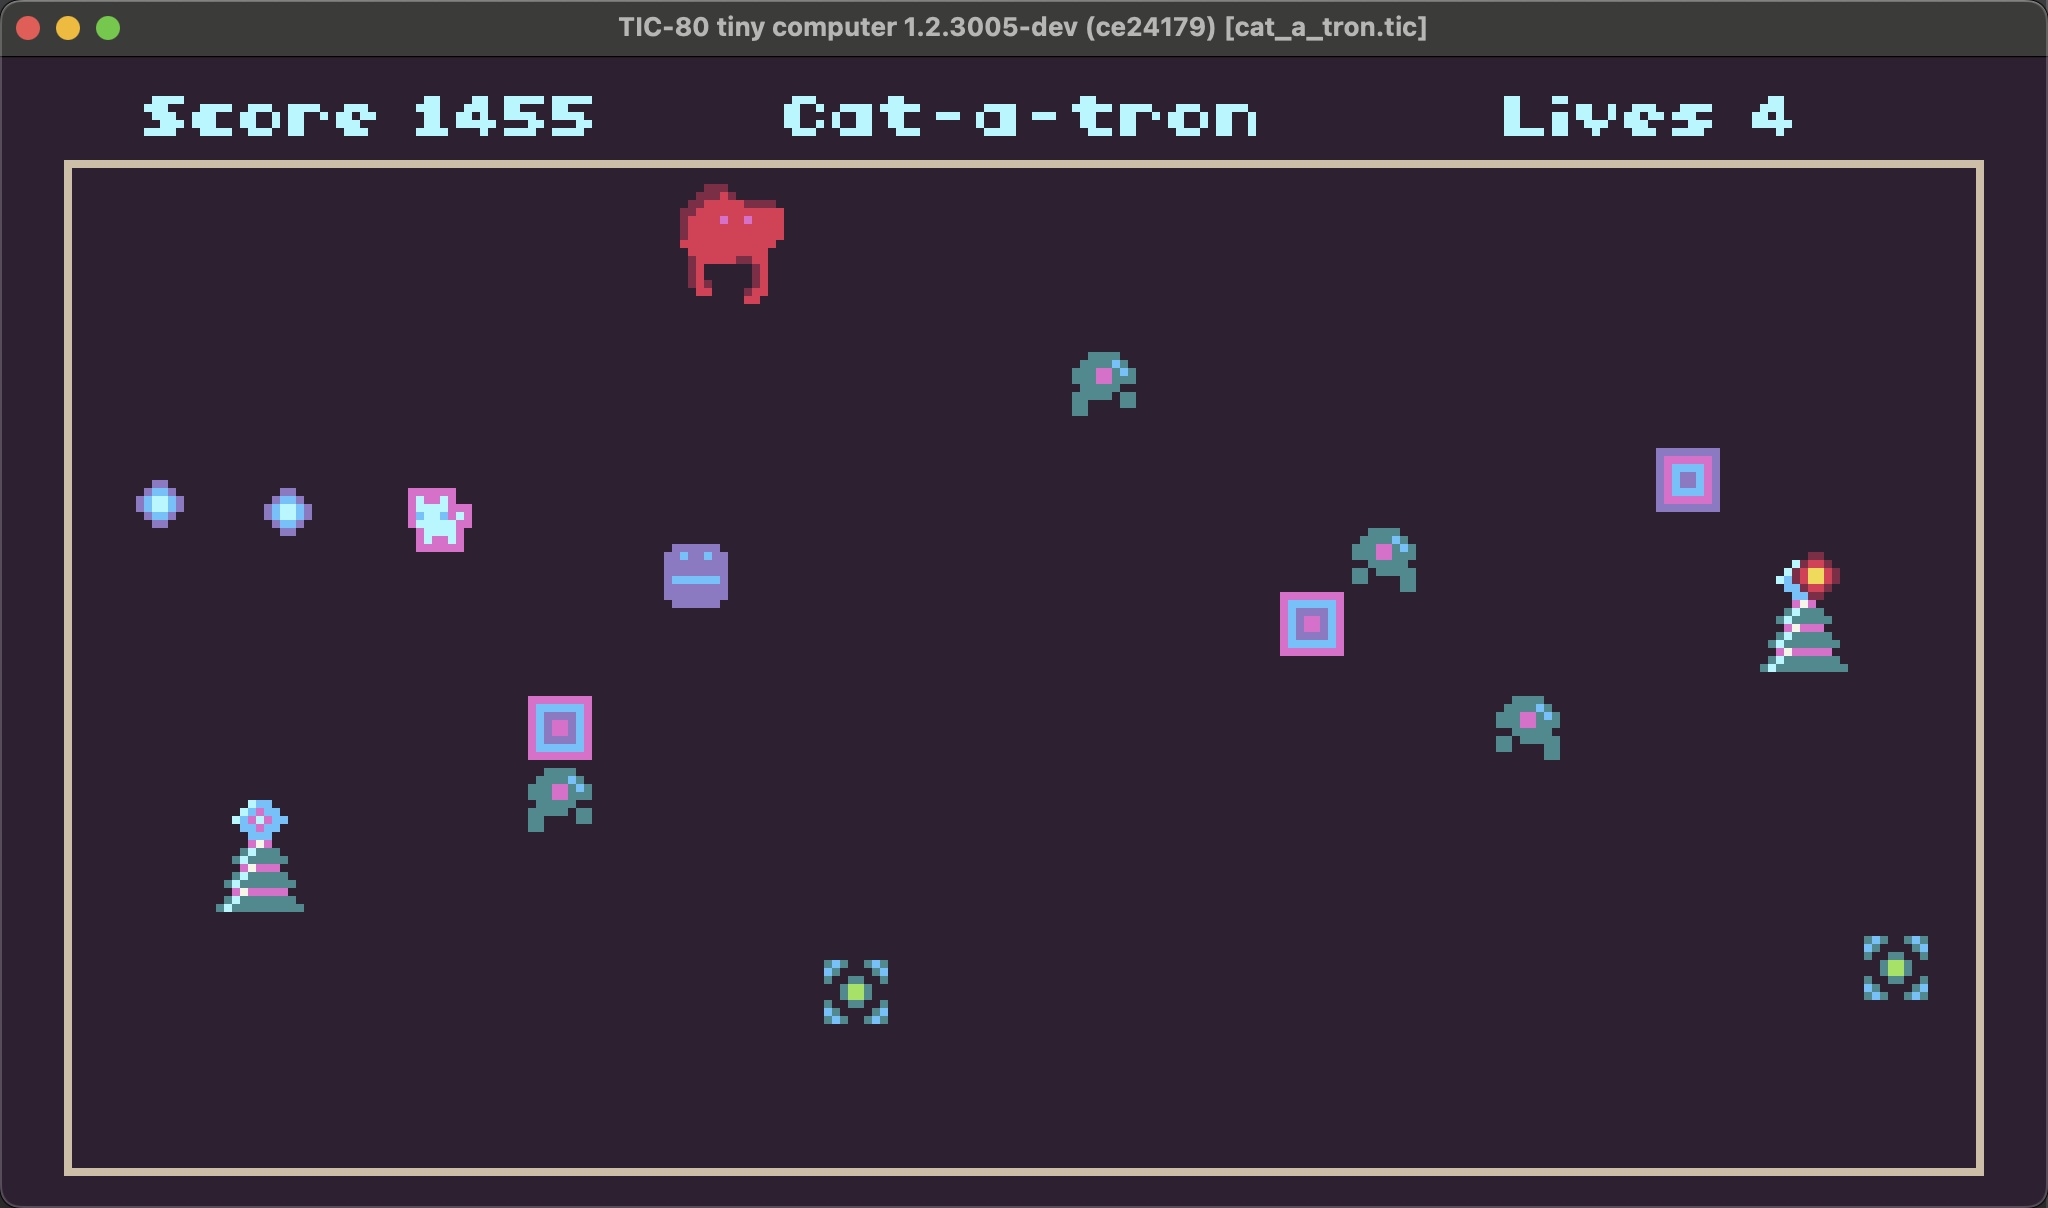 TIC-80 tiny computer 1.2.3005-dev (ce24179) [cat_a_tron.tic]
Score 1455 Cat-a-tron Lives 4